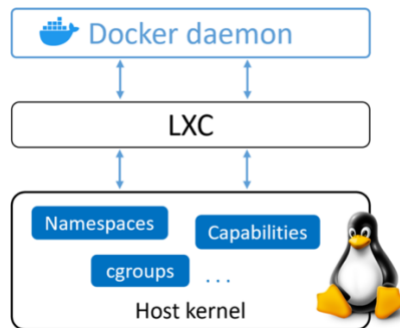 Docker daemon
LXC
Namespaces
Capabilities
cgroups
...
Host kernel